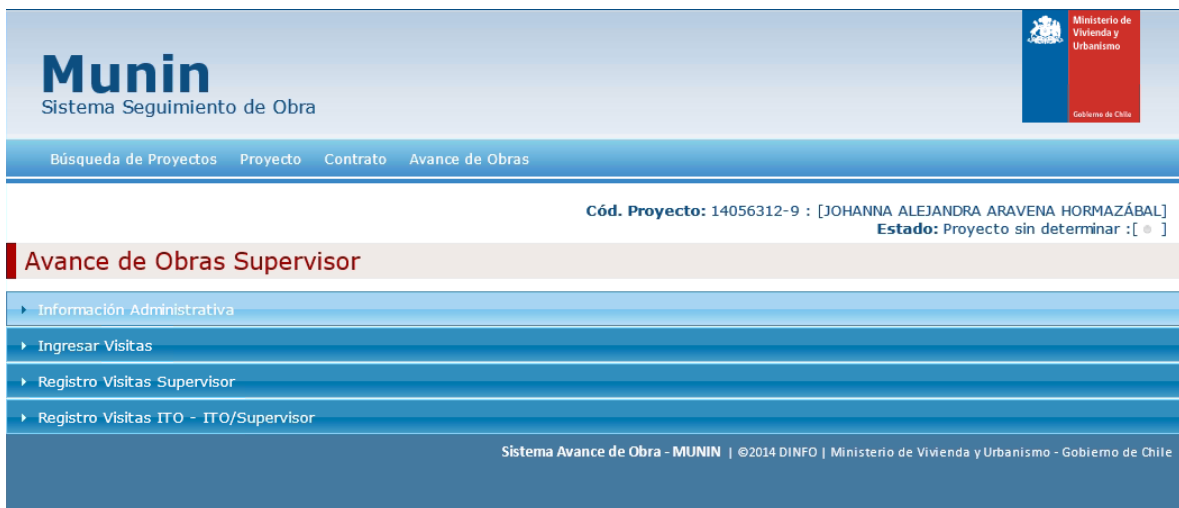 Munin
Sistema Seguimiento de Obra
Ministerio de
Vivienda y
Urbanismo
Gobierno de Chile
Búsqueda de Proyectos Proyecto Contrato Avance de Obras
Cód. Proyecto: 14056312-9 : [JOHANNA ALEJANDRA ARAVENA HORMAZÁBAL]
Estado: Proyecto sin determinar :[ ]
Avance de Obras Supervisor
Información Administrativa
Ingresar Visitas
Registro Visitas Supervisor
Registro Visitas ITO - ITO/Supervisor
Sistema Avance de Obra - MUNIN | ©2014 DINFO | Ministerio de Vivienda y Urbanismo - Gobierno de Chile